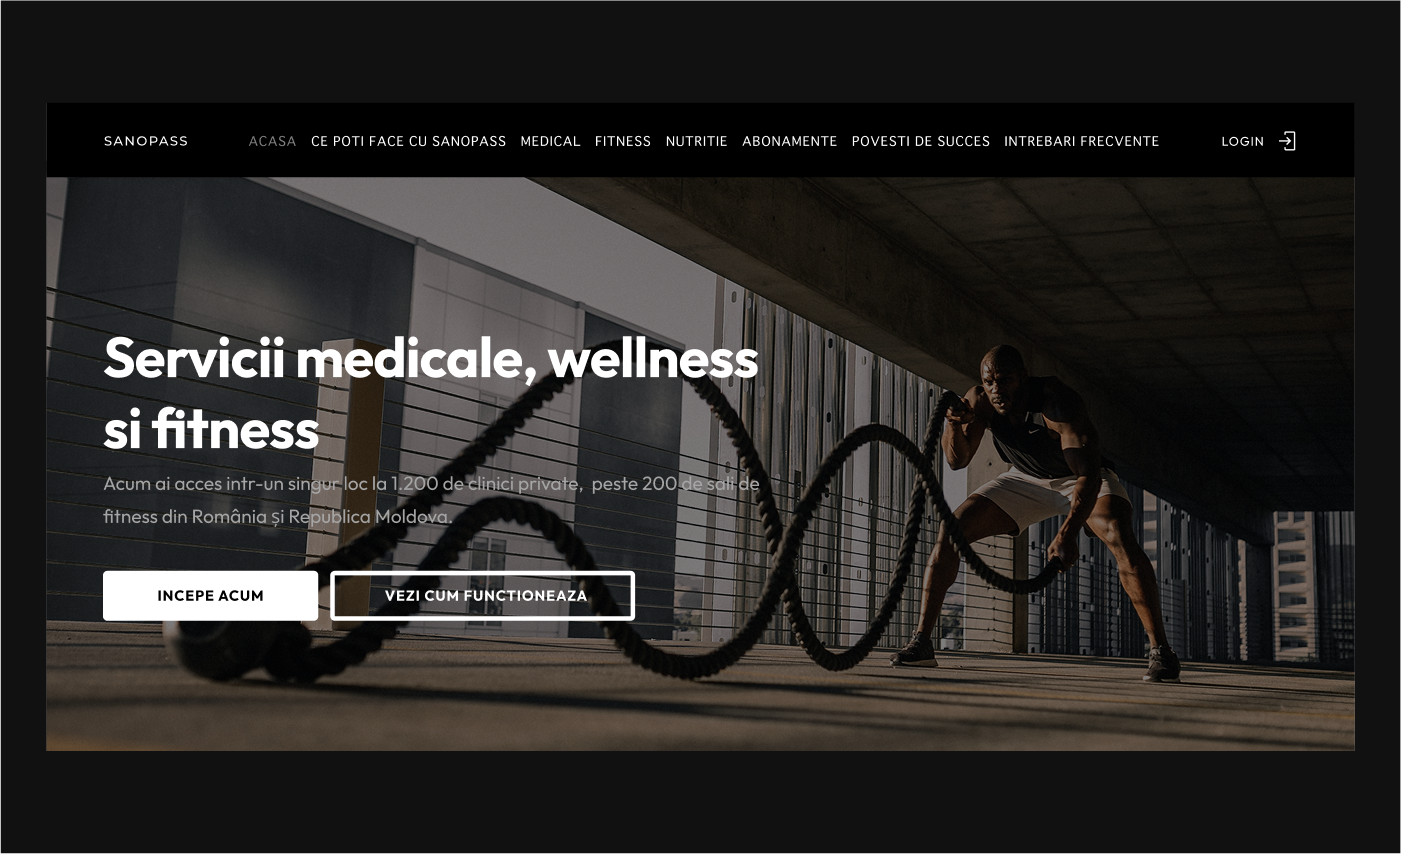 SANOPASS
ACASA CE POTI FACE CU SANOPASS MEDICAL FITNESS NUTRITIE ABONAMENTE POVESTI DE SUCCES INTREBARI FRECVENTE
LOGIN
Servicii medicale, wellness
si fitness
Acum ai acces intr-un singur loc la 1.200 de clinici private, peste 200 de sali de
fitness din România și Republica Moldova.
INCEPE ACUM
VEZI CUM FUNCTIONEAZA